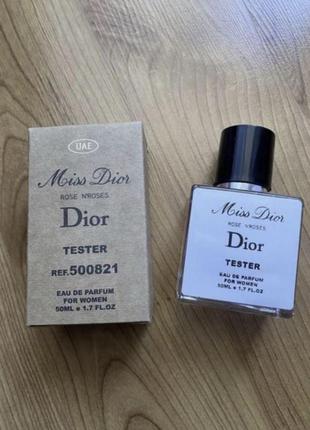 UAE
Miss Dior
ROSE N'ROSES
Dior
TESTER
REF.500821
EAU DE PARFUM
FOR WOMEN
50ML e 1.7 FL.OZ
Miss Dior
ROSE N'ROSES
Dior
TESTER
EAU DE PARFUM
FOR WOMEN
50ML e 1.7 FL.OZ